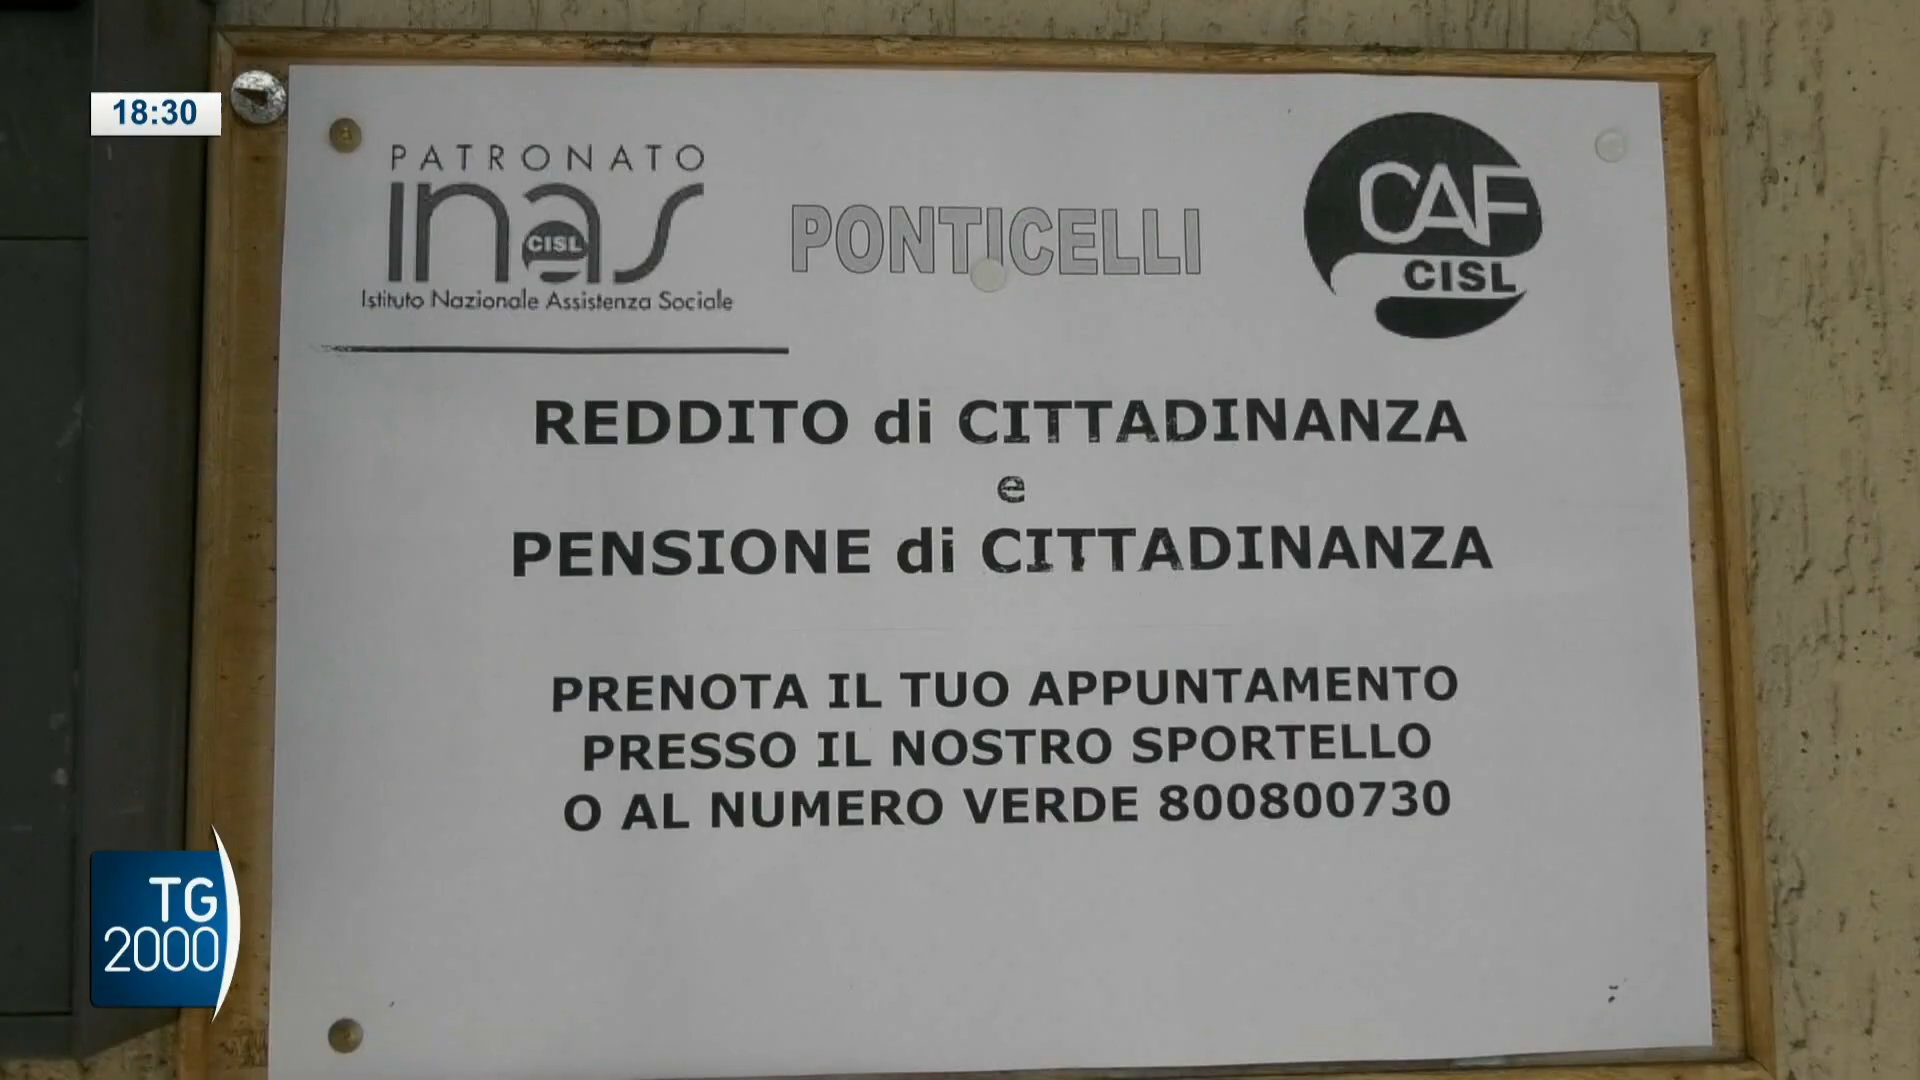 18:30
PATRONATO
inas
CISL
Istituto Nazionale Assistenza Sociale
PONTICELLI
CAF
CISL
REDDITO di CITTADINANZA
e
PENSIONE di CITTADINANZA
PRENOTA IL TUO APPUNTAMENTO
PRESSO IL NOSTRO SPORTELLO
O AL NUMERO VERDE 800800730
TG
2000